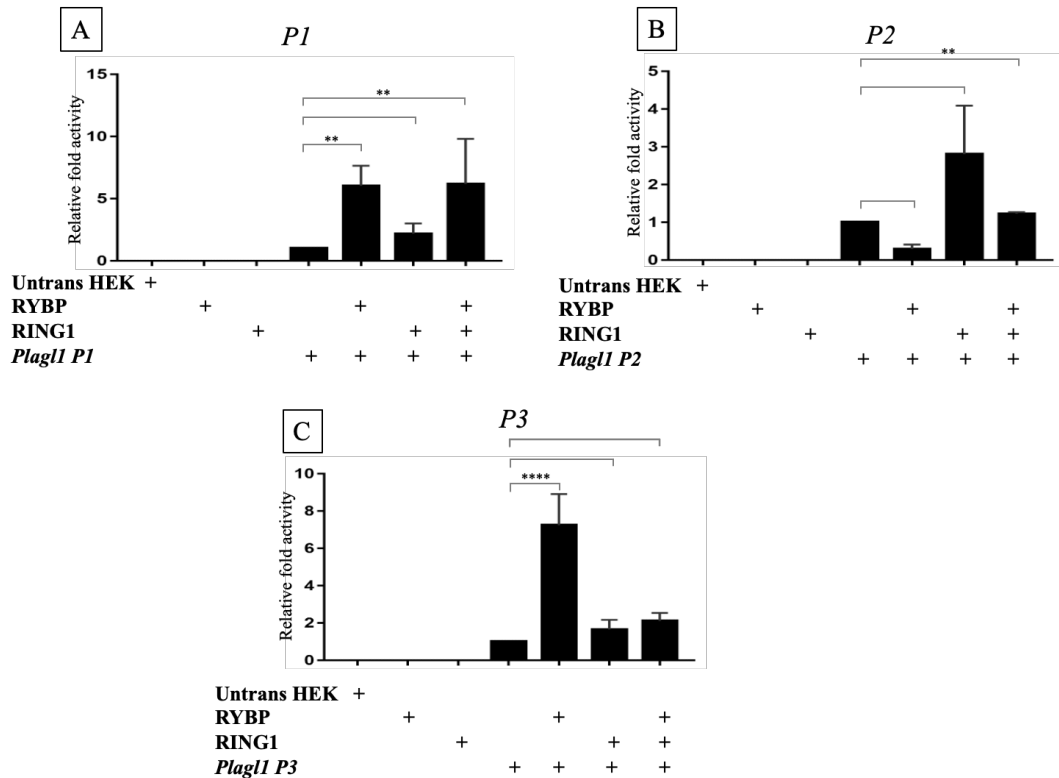 A
P1
Relative fold activity
15
10
5
0
**
**
Untrans HEK +
RYBP + + +
RING1 + + +
Plagl1 P1 + + + +
B
P2
Relative fold activity
5
4
3
2
1
0
**
Untrans HEK +
RYBP + + +
RING1 + + +
Plagl1 P2 + + + +
C
P3
Relative fold activity
10
8
6
4
2
0
****
Untrans HEK +
RYBP + + +
RING1 + + +
Plagl1 P3 + + + +